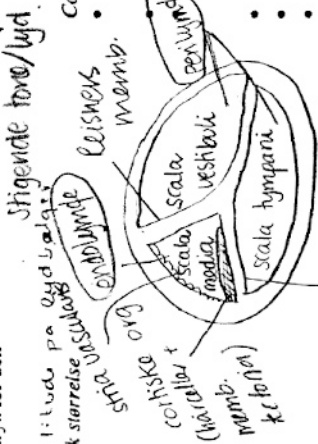 Stigende tone/lyd
på lydbølge
k størrelse
perilymfe
Reisners
memb.
endolymfe
stria vascularis
scala
vestibuli
scala
media
scala tympani
cortiske org
(hårceller +
memb.
tectoria)